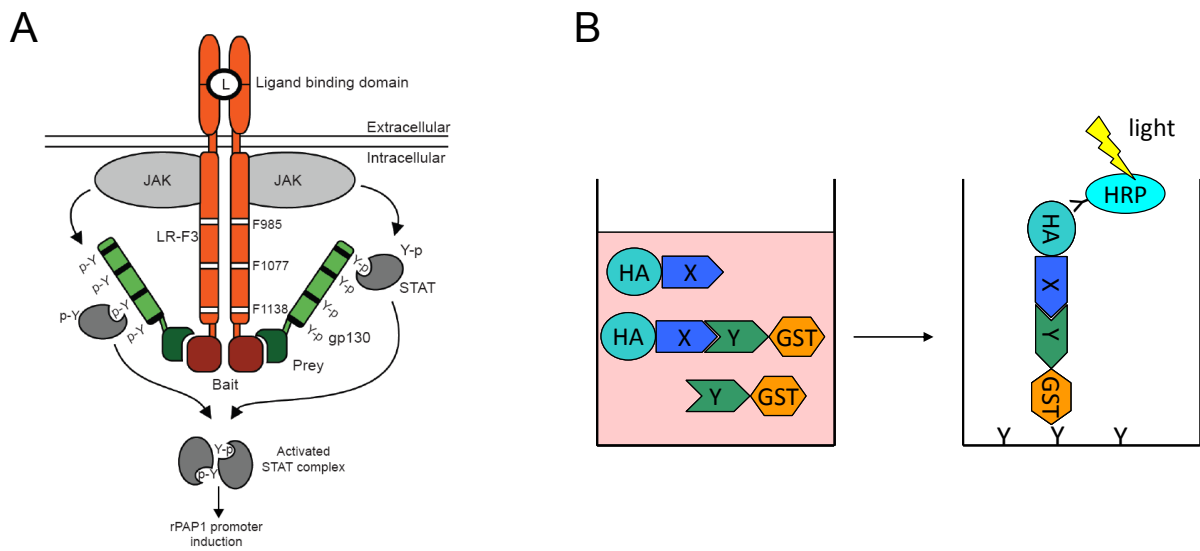 A
L
Ligand binding domain
Extracellular
Intracellular
JAK
JAK
LR-F3
F985
F1077
F1138
p-Y
p-Y
p-Y
p-Y
p-Y
Y-p
Y-p
Y-p
Y-p
Y-p
STAT
gp130
Prey
Bait
Y-p
p-Y
Activated
STAT complex
rPAP1 promoter
induction
B
HA X
HA X Y GST
Y GST
light
HRP
Y
HA
X
Y
GST
Y Y Y